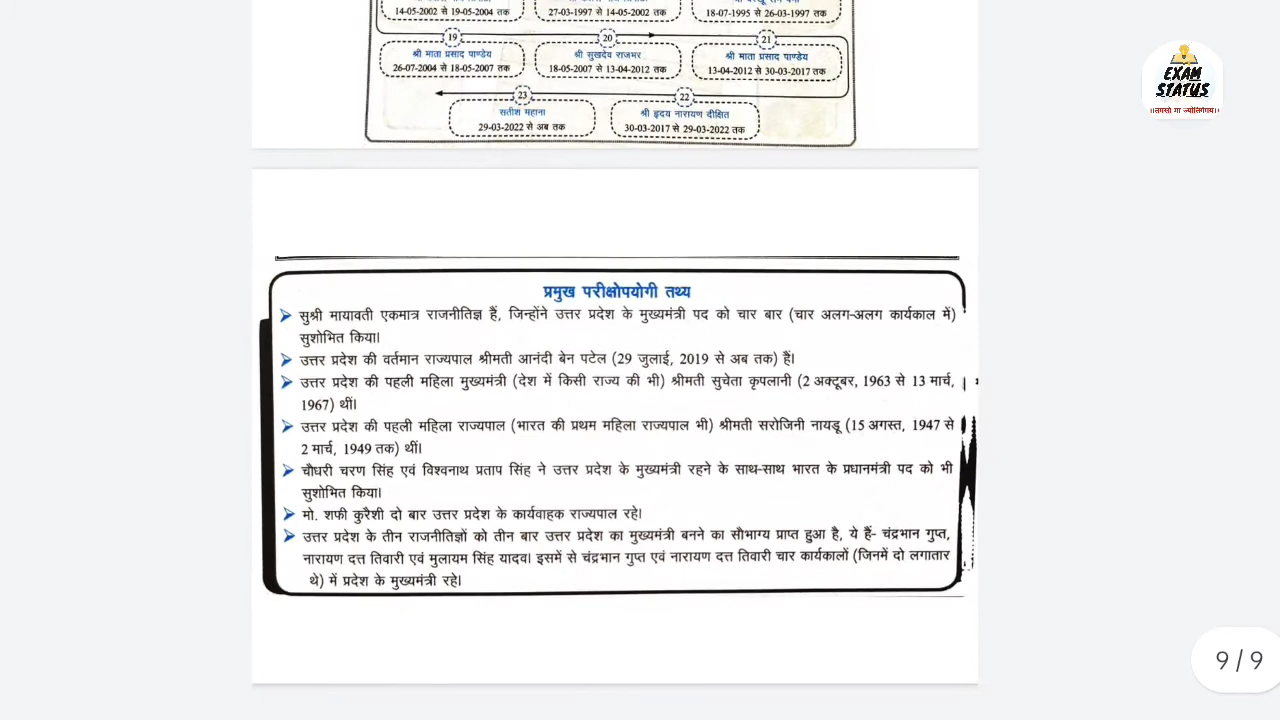 14-05-2002 से 19-05-2004 तक
27-03-1997 से 14-05-2002 तक
18-07-1995 से 26-03-1997 तक
19
20
21
श्री माता प्रसाद पाण्डेय
26-07-2004 से 18-05-2007 तक
श्री सुखदेव राजभर
18-05-2007 से 13-04-2012 तक
श्री माता प्रसाद पाण्डेय
13-04-2012 से 30-03-2017 तक
23
22
सतीश महाना
29-03-2022 से अब तक
श्री हृदय नारायण दीक्षित
30-03-2017 से 29-03-2022 तक
EXAM
STATUS
प्रमुख परीक्षोपयोगी तथ्य
सुश्री मायावती एकमात्र राजनीतिज्ञ हैं, जिन्होंने उत्तर प्रदेश के मुख्यमंत्री पद को चार बार (चार अलग-अलग कार्यकाल में)
सुशोभित किया।
उत्तर प्रदेश की वर्तमान राज्यपाल श्रीमती आनंदी बेन पटेल (29 जुलाई, 2019 से अब तक) हैं।
उत्तर प्रदेश की पहली महिला मुख्यमंत्री (देश में किसी राज्य की भी) श्रीमती सुचेता कृपलानी (2 अक्टूबर, 1963 से 13 मार्च,
1967) थीं।
उत्तर प्रदेश की पहली महिला राज्यपाल (भारत की प्रथम महिला राज्यपाल भी) श्रीमती सरोजिनी नायडू (15 अगस्त, 1947 से
2 मार्च, 1949 तक) थीं।
चौधरी चरण सिंह एवं विश्वनाथ प्रताप सिंह ने उत्तर प्रदेश के मुख्यमंत्री रहने के साथ-साथ भारत के प्रधानमंत्री पद को भी
सुशोभित किया।
मो. शफी कुरैशी दो बार उत्तर प्रदेश के कार्यवाहक राज्यपाल रहे।
उत्तर प्रदेश के तीन राजनीतिज्ञों को तीन बार उत्तर प्रदेश का मुख्यमंत्री बनने का सौभाग्य प्राप्त हुआ है, ये हैं- चंद्रभान गुप्त,
नारायण दत्त तिवारी एवं मुलायम सिंह यादव। इसमें से चंद्रभान गुप्त एवं नारायण दत्त तिवारी चार कार्यकालों (जिनमें दो लगातार
थे) में प्रदेश के मुख्यमंत्री रहे।
9 / 9